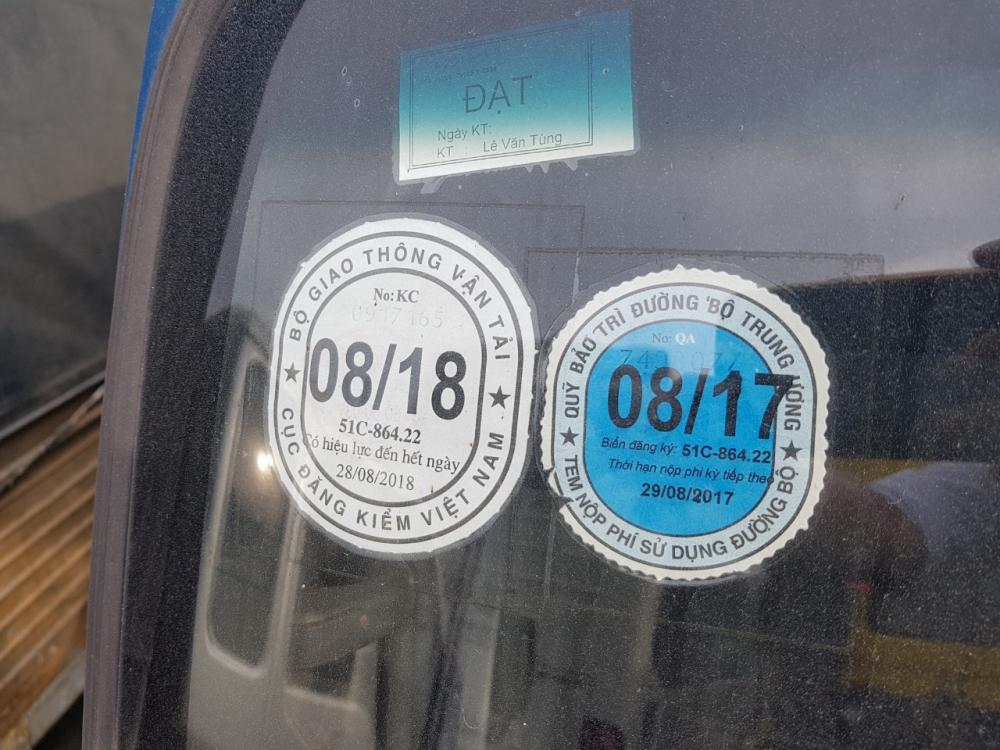 ĐẠT
Ngày KT:
KT : Lê Văn Tùng
BỘ GIAO THÔNG VẬN TẢI
No: KC
08/18
51C-864.22
Có hiệu lực đến hết ngày
28/08/2018
★ CỤC ĐĂNG KIỂM VIỆT NAM ★
QUỸ BẢO TRÌ ĐƯỜNG BỘ TRUNG ƯƠNG
No: QA
08/17
Biển đăng ký: 51C-864.22
Thời hạn nộp phí kỳ tiếp theo
29/08/2017
★ TEM NỘP PHÍ SỬ DỤNG ĐƯỜNG BỘ ★